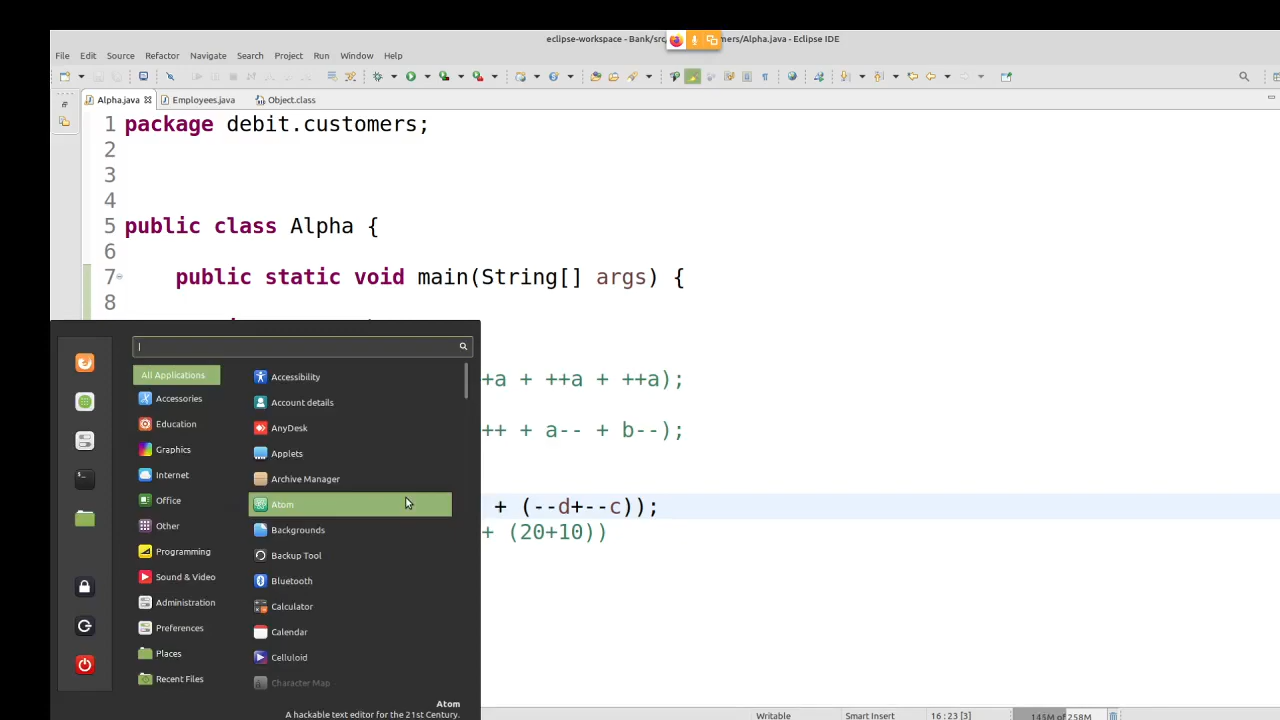 eclipse-workspace - Bank/src mers/Alpha.java - Eclipse IDE
File Edit Source Refactor Navigate Search Project Run Window Help
Alpha.java Employees.java Object.class
1 package debit.customers;
2
3
4
5 public class Alpha {
6
7 public static void main(String[] args) {
8
+a + ++a + ++a);
++ + a-- + b--);
+ (--d+--c));
+ (20+10))
All Applications
Accessories
Education
Graphics
Internet
Office
Other
Programming
Sound & Video
Administration
Preferences
Places
Recent Files
Accessibility
Account details
AnyDesk
Applets
Archive Manager
Atom
Backgrounds
Backup Tool
Bluetooth
Calculator
Calendar
Celluloid
Character Map
Atom
A hackable text editor for the 21st Century.
Writable Smart Insert 16 : 23 [3] 145M of 258M